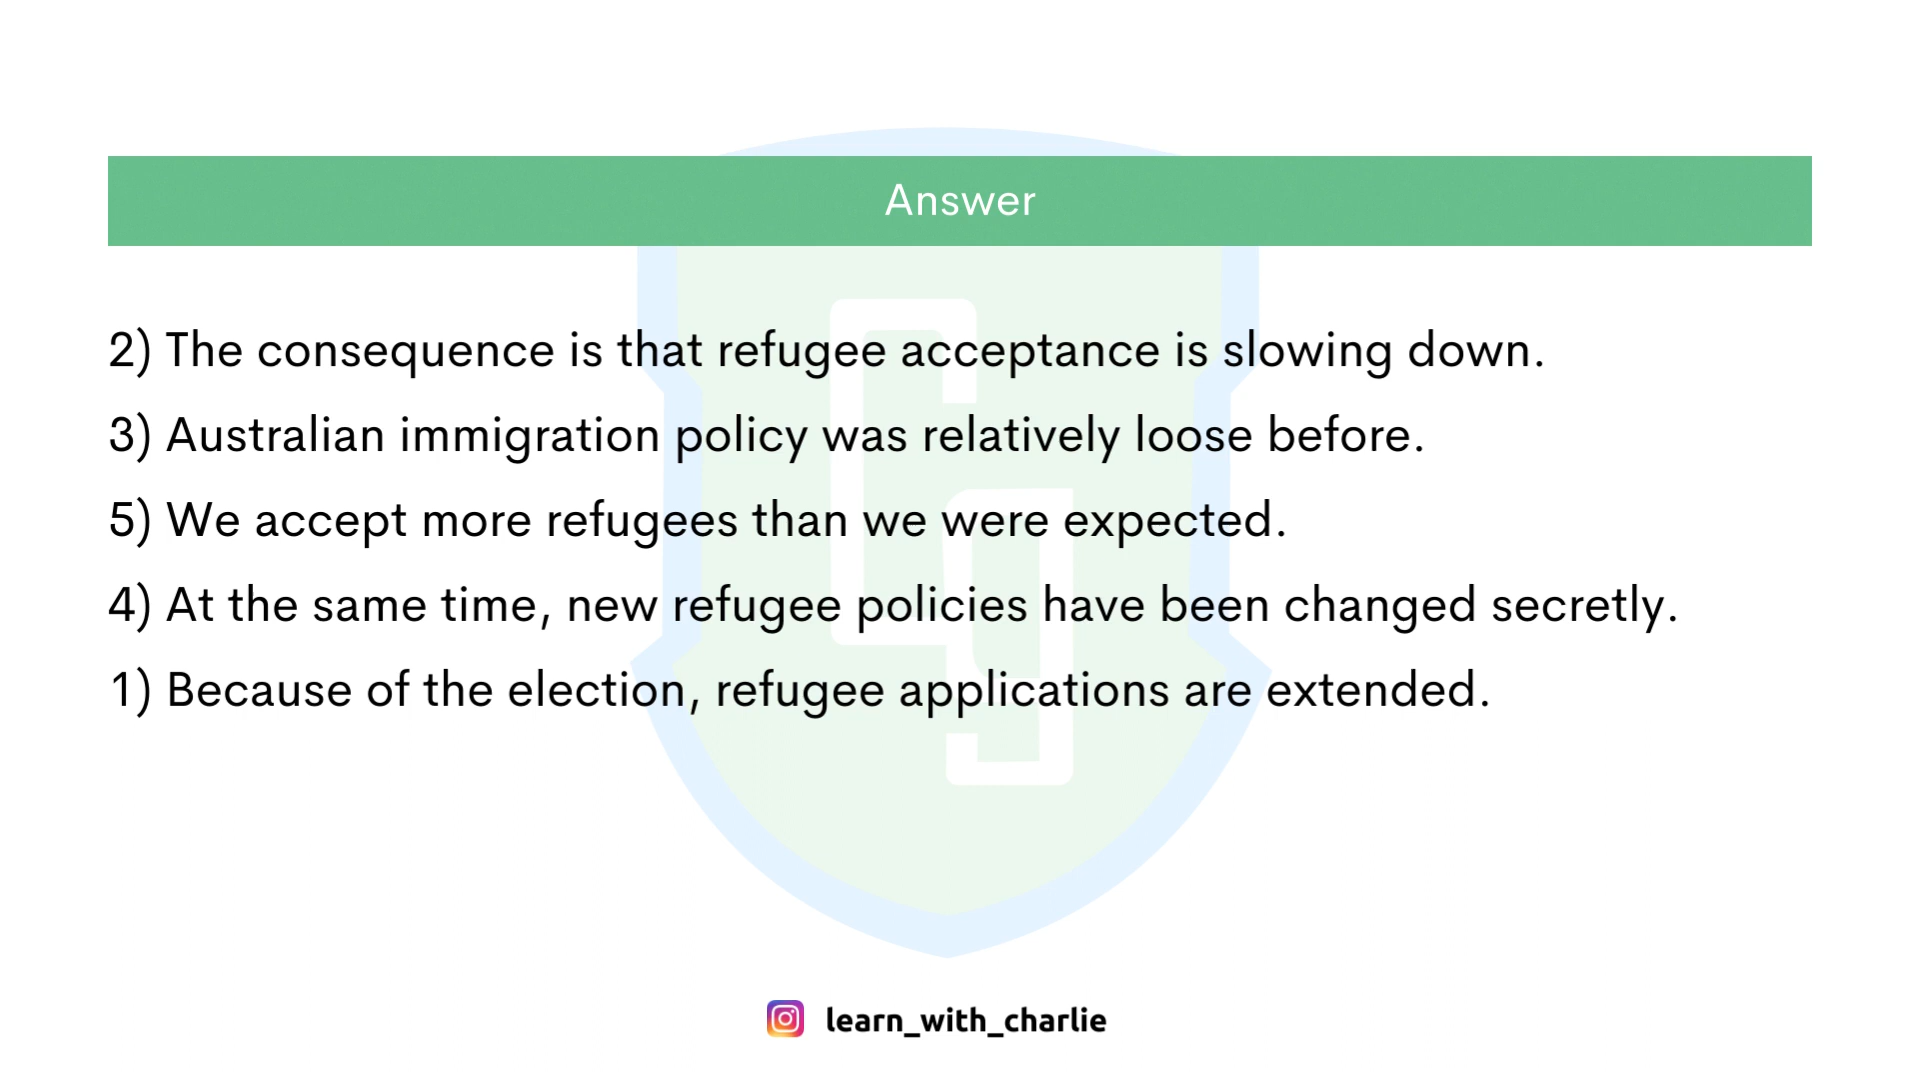 Answer
2) The consequence is that refugee acceptance is slowing down.
3) Australian immigration policy was relatively loose before.
5) We accept more refugees than we were expected.
4) At the same time, new refugee policies have been changed secretly.
1) Because of the election, refugee applications are extended.
learn_with_charlie